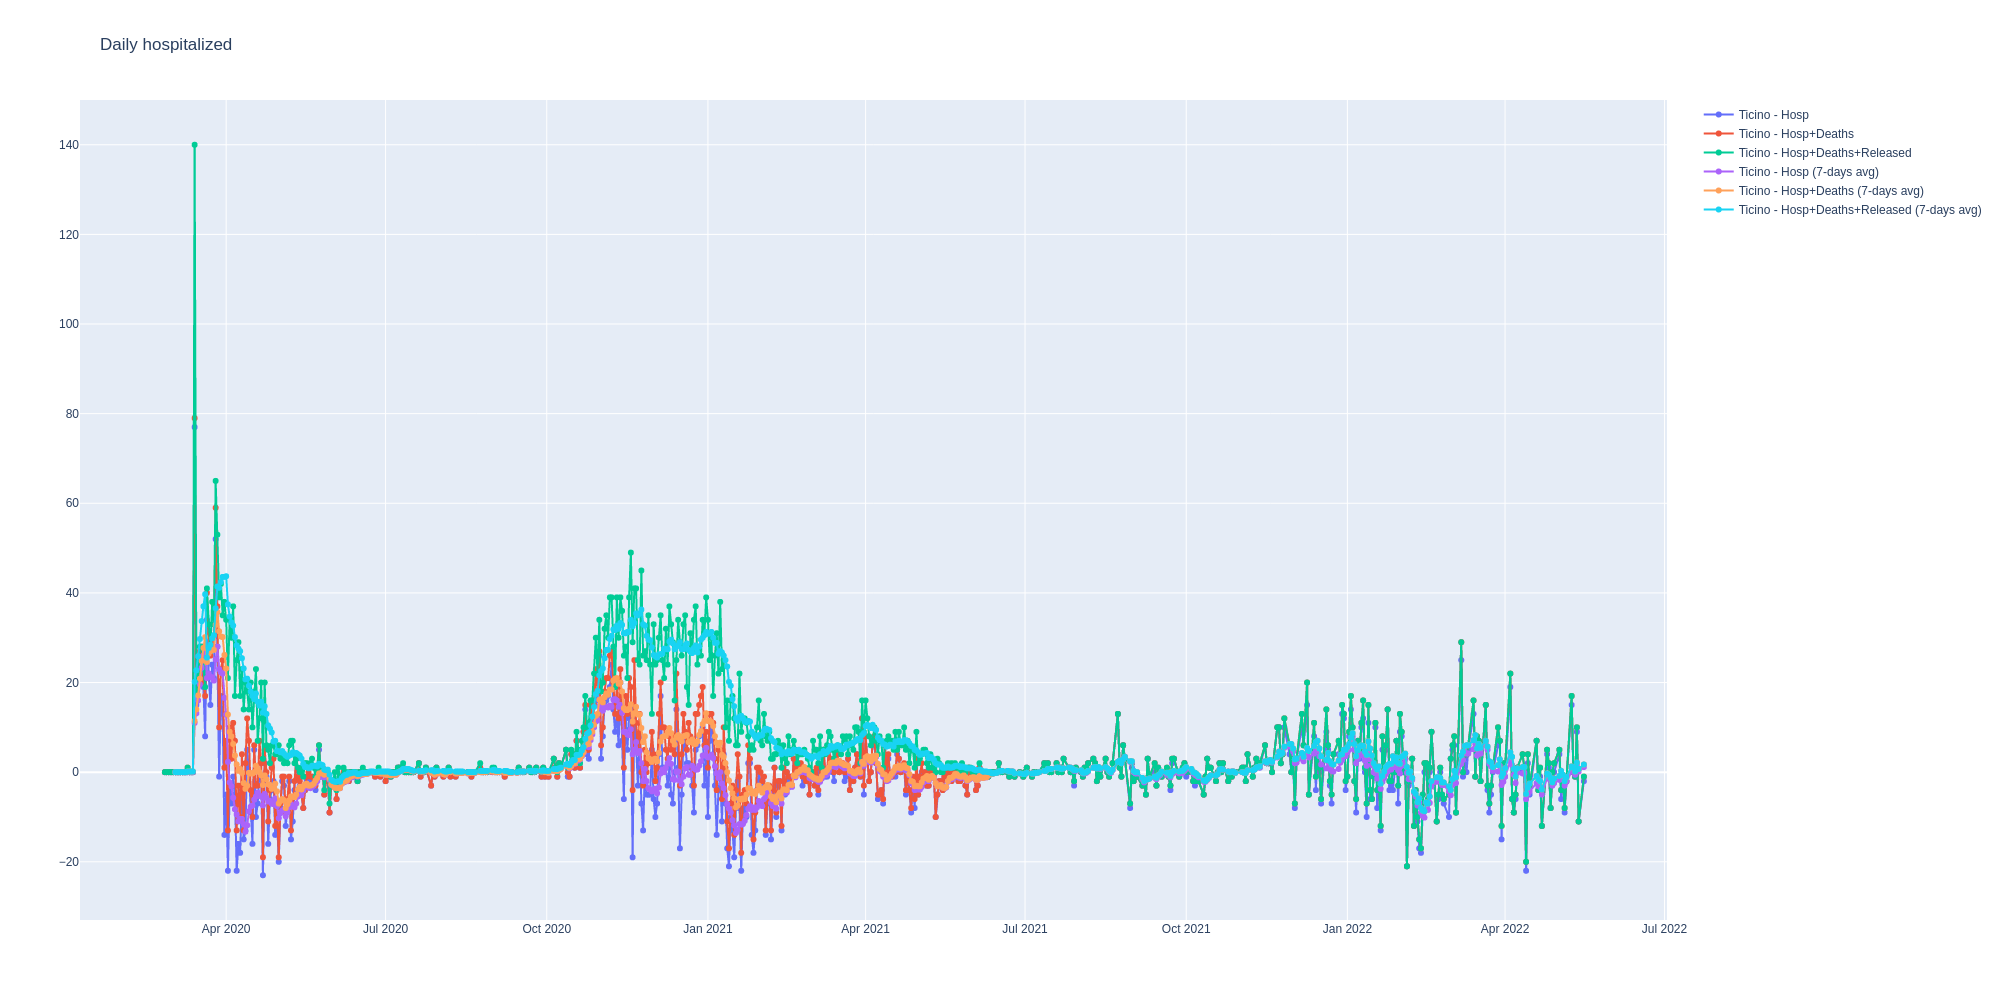 Daily hospitalized
140
120
100
80
60
40
20
0
−20
Apr 2020
Jul 2020
Oct 2020
Jan 2021
Apr 2021
Jul 2021
Oct 2021
Jan 2022
Apr 2022
Jul 2022
Ticino - Hosp
Ticino - Hosp+Deaths
Ticino - Hosp+Deaths+Released
Ticino - Hosp (7-days avg)
Ticino - Hosp+Deaths (7-days avg)
Ticino - Hosp+Deaths+Released (7-days avg)